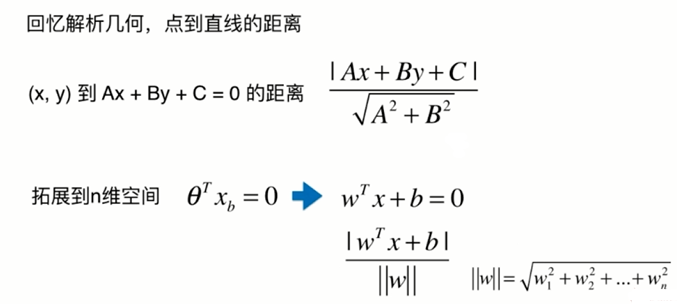 回忆解析几何，点到直线的距离
(x, y) 到 Ax + By + C = 0 的距离 \frac{|Ax+By+C|}{\sqrt{A^2+B^2}}
拓展到n维空间 θ^T x_b = 0 ➡ w^T x + b = 0
\frac{|w^T x+b|}{||w||} ||w||=\sqrt{w_1^2+w_2^2+...+w_n^2}